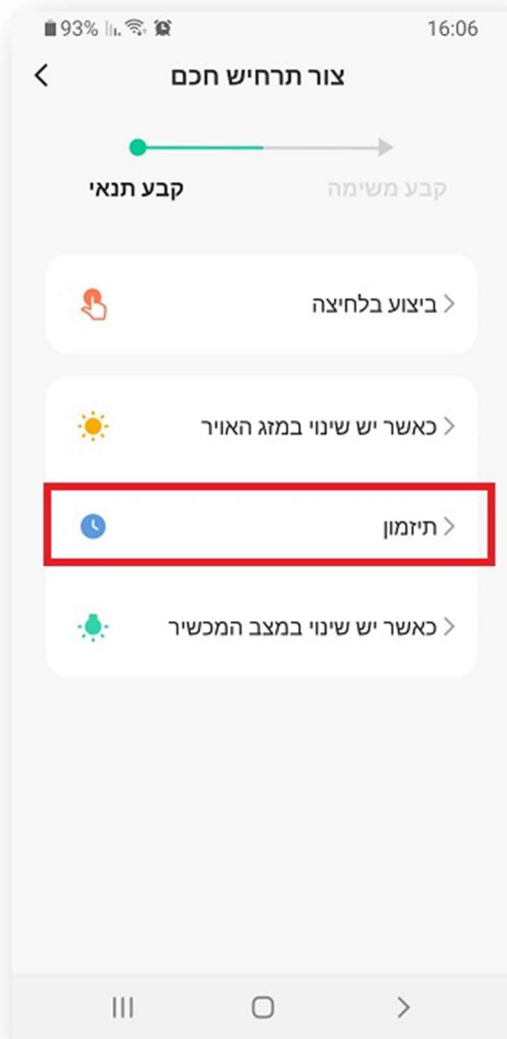 93% 16:06
צור תרחיש חכם
קבע תנאי
קבע משימה
ביצוע בלחיצה
כאשר יש שינוי במזג האויר
תיזמון
כאשר יש שינוי במצב המכשיר